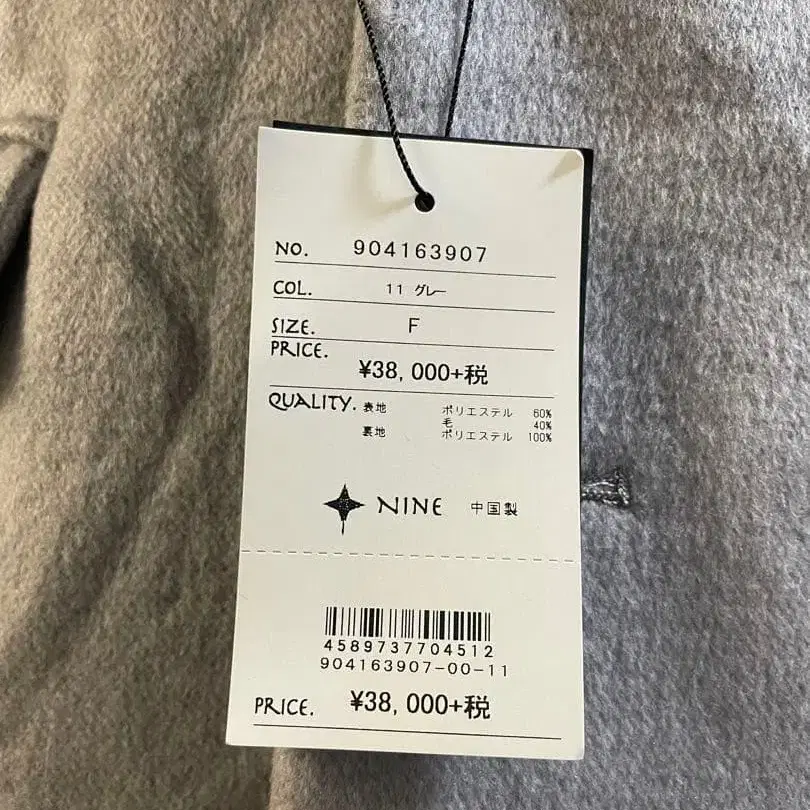 NO. 904163907
COL. 11 グレー
SIZE. F
PRICE.
¥38,000+税
QUALITY. 表地 ポリエステル 60%
毛 40%
裏地 ポリエステル 100%
NINE 中国製
4589737704512
904163907-00-11
PRICE. ¥38,000+税